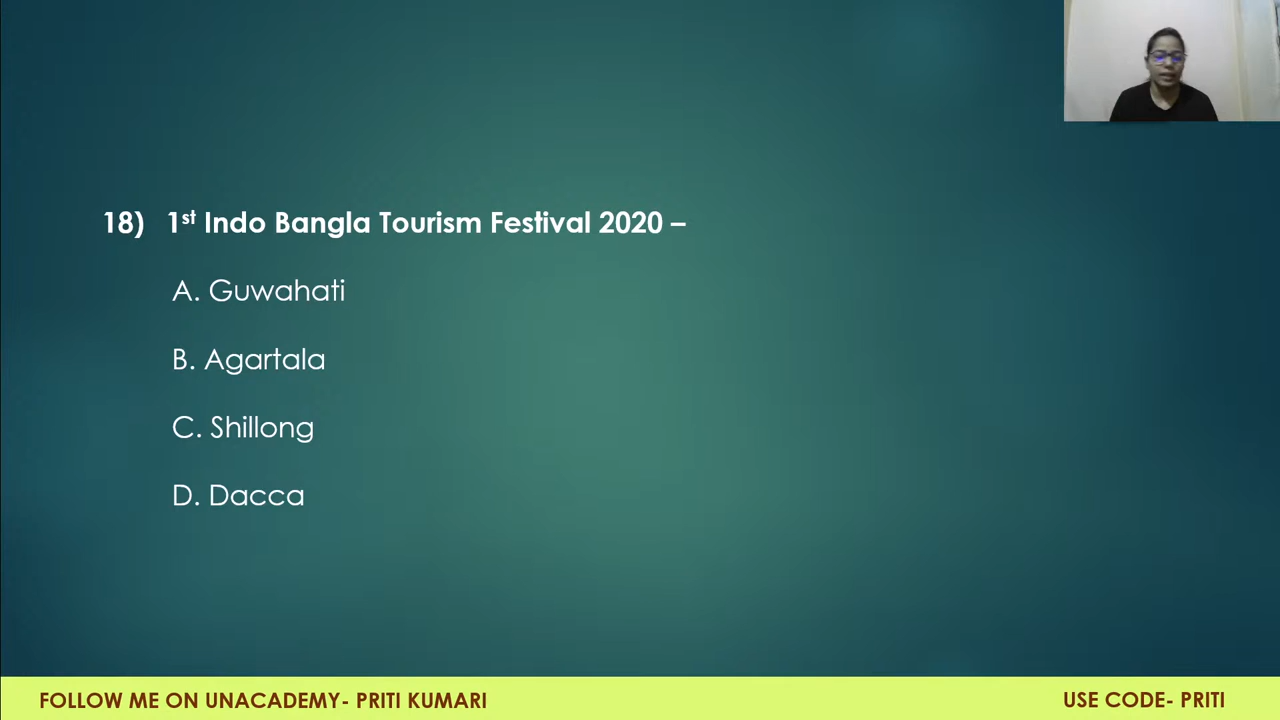 18) 1st Indo Bangla Tourism Festival 2020 –
A. Guwahati
B. Agartala
C. Shillong
D. Dacca
FOLLOW ME ON UNACADEMY- PRITI KUMARI
USE CODE- PRITI